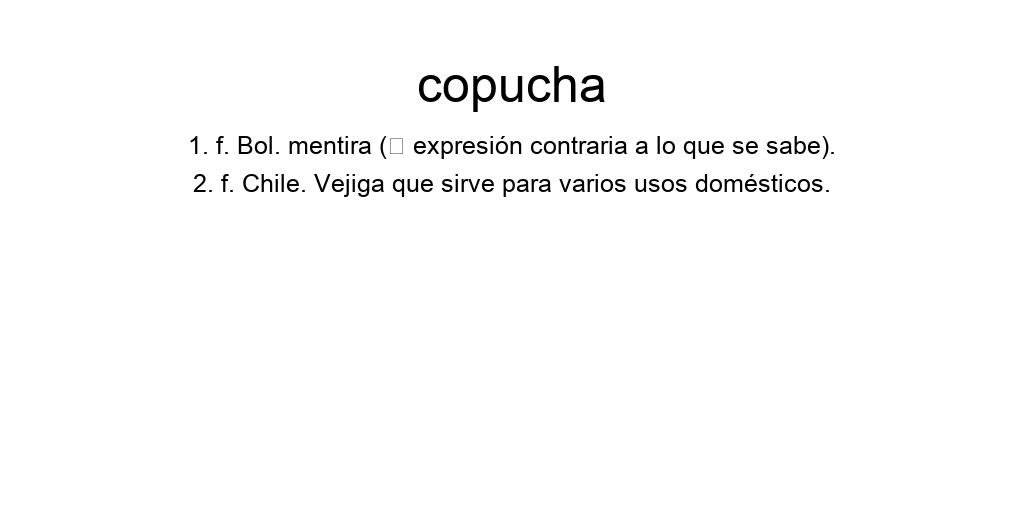 copucha
1. f. Bol. mentira (□ expresión contraria a lo que se sabe).
2. f. Chile. Vejiga que sirve para varios usos domésticos.